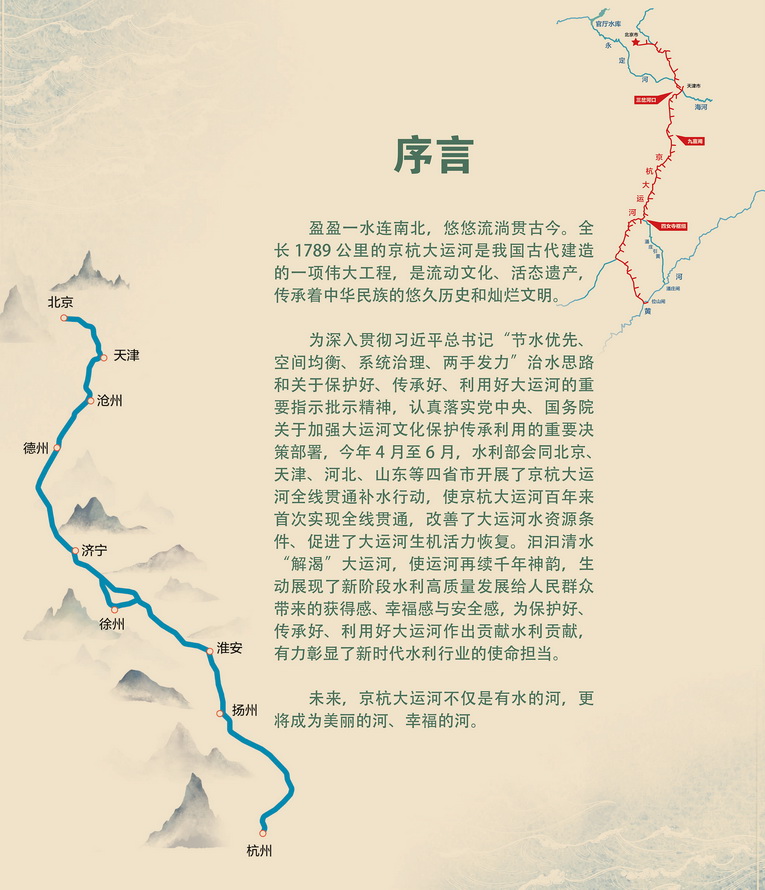 序言
盈盈一水连南北，悠悠流淌贯古今。全
长 1789 公里的京杭大运河是我国古代建造
的一项伟大工程，是流动文化、活态遗产，
传承着中华民族的悠久历史和灿烂文明。
为深入贯彻习近平总书记“节水优先、
空间均衡、系统治理、两手发力”治水思路
和关于保护好、传承好、利用好大运河的重
要指示批示精神，认真落实党中央、国务院
关于加强大运河文化保护传承利用的重要决
策部署，今年 4 月至 6 月，水利部会同北京、
天津、河北、山东等四省市开展了京杭大运
河全线贯通补水行动，使京杭大运河百年来
首次实现全线贯通，改善了大运河水资源条
件、促进了大运河生机活力恢复。汩汩清水
“解渴”大运河，使运河再续千年神韵，生
动展现了新阶段水利高质量发展给人民群众
带来的获得感、幸福感与安全感，为保护好、
传承好、利用好大运河作出贡献水利贡献，
有力彰显了新时代水利行业的使命担当。
未来，京杭大运河不仅是有水的河，更
将成为美丽的河、幸福的河。
北京
天津
沧州
德州
济宁
徐州
淮安
扬州
杭州
官厅水库
北京市
永定河
天津市
三岔河口
海河
九宣闸
京杭大运河
四女寺枢纽
潘庄闸
位山闸
黄河